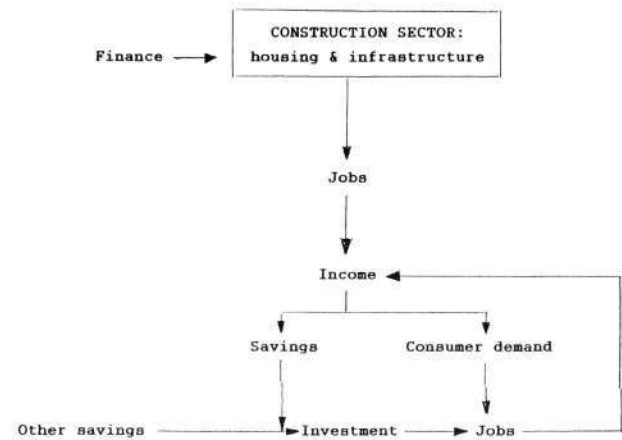 CONSTRUCTION SECTOR:
Finance
housing & infrastructure
Jobs
Income
Savings
Consumer demand
Other savings
Investment
Jobs